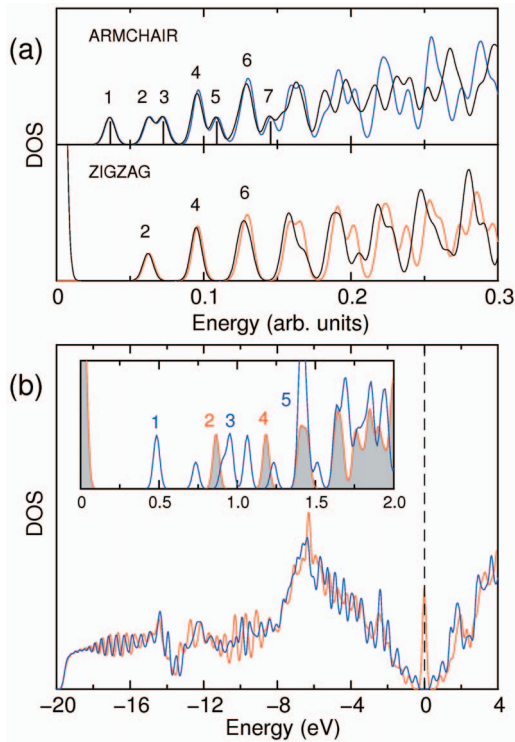 (a)
ARMCHAIR
1 2 3 4 5 6 7
DOS
ZIGZAG
2 4 6
0 0.1 0.2 0.3
Energy (arb. units)
(b)
1 2 3 4 5
0 0.5 1.0 1.5 2.0
DOS
−20 −16 −12 −8 −4 0 4
Energy (eV)